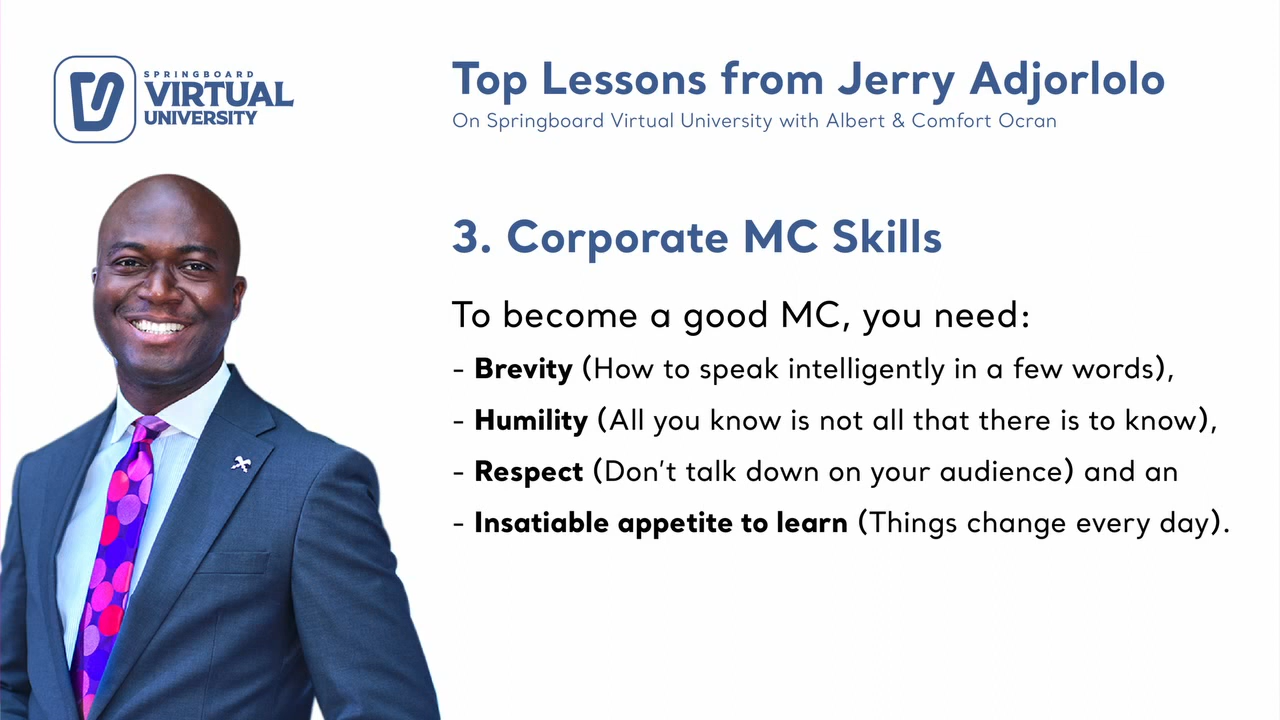 SPRINGBOARD
VIRTUAL
UNIVERSITY
Top Lessons from Jerry Adjorlolo
On Springboard Virtual University with Albert & Comfort Ocran
3. Corporate MC Skills
To become a good MC, you need:
- Brevity (How to speak intelligently in a few words),
- Humility (All you know is not all that there is to know),
- Respect (Don't talk down on your audience) and an
- Insatiable appetite to learn (Things change every day).